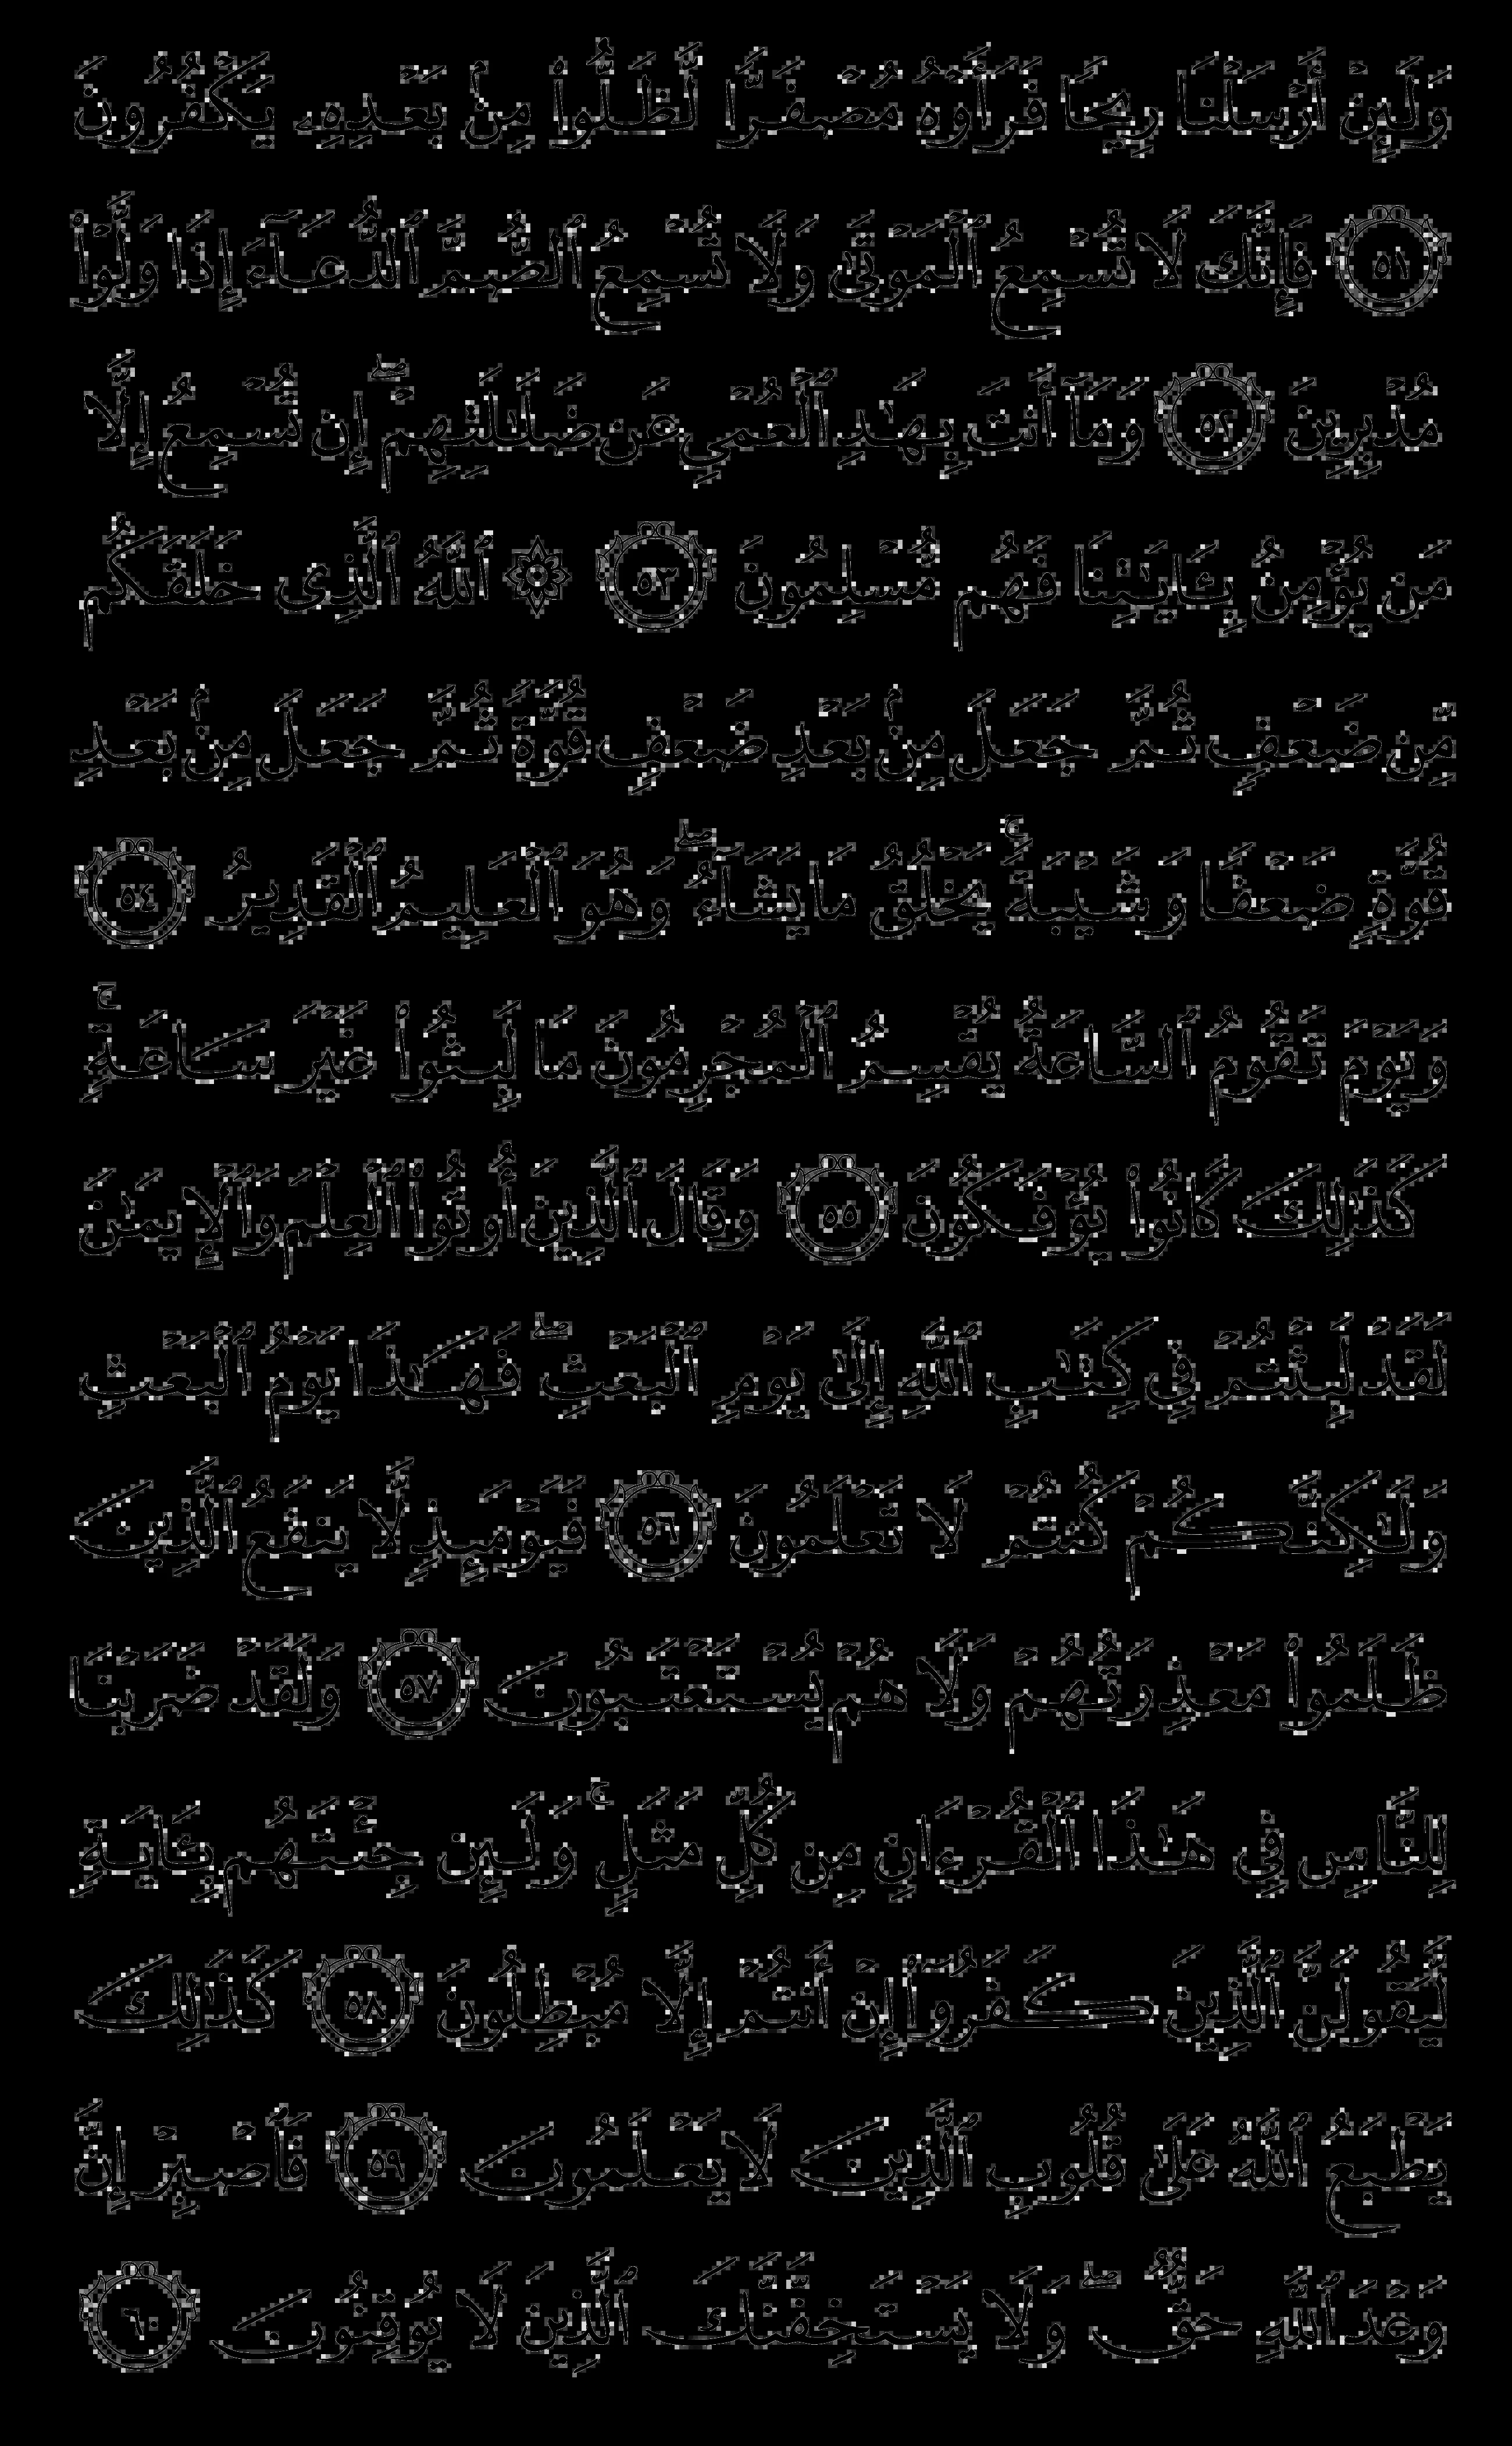 وَلَئِنْ أَرْسَلْنَا رِيحًا فَرَأَوْهُ مُصْفَرًّا لَّظَلُّوا۟ مِنۢ بَعْدِهِۦ يَكْفُرُونَ
٥١ فَإِنَّكَ لَا تُسْمِعُ ٱلْمَوْتَىٰ وَلَا تُسْمِعُ ٱلصُّمَّ ٱلدُّعَآءَ إِذَا وَلَّوْا۟
مُدْبِرِينَ ٥٢ وَمَآ أَنتَ بِهَـٰدِ ٱلْعُمْىِ عَن ضَلَـٰلَتِهِمْ ۖ إِن تُسْمِعُ إِلَّا
مَن يُؤْمِنُ بِـَٔايَـٰتِنَا فَهُم مُّسْلِمُونَ ٥٣ ۞ ٱللَّهُ ٱلَّذِى خَلَقَكُم
مِّن ضَعْفٍ ثُمَّ جَعَلَ مِنۢ بَعْدِ ضَعْفٍ قُوَّةً ثُمَّ جَعَلَ مِنۢ بَعْدِ
قُوَّةٍ ضَعْفًا وَشَيْبَةً ۚ يَخْلُقُ مَا يَشَآءُ ۖ وَهُوَ ٱلْعَلِيمُ ٱلْقَدِيرُ ٥٤
وَيَوْمَ تَقُومُ ٱلسَّاعَةُ يُقْسِمُ ٱلْمُجْرِمُونَ مَا لَبِثُوا۟ غَيْرَ سَاعَةٍ ۚ
كَذَٰلِكَ كَانُوا۟ يُؤْفَكُونَ ٥٥ وَقَالَ ٱلَّذِينَ أُوتُوا۟ ٱلْعِلْمَ وَٱلْإِيمَـٰنَ
لَقَدْ لَبِثْتُمْ فِى كِتَـٰبِ ٱللَّهِ إِلَىٰ يَوْمِ ٱلْبَعْثِ ۖ فَهَـٰذَا يَوْمُ ٱلْبَعْثِ
وَلَـٰكِنَّكُمْ كُنتُمْ لَا تَعْلَمُونَ ٥٦ فَيَوْمَئِذٍ لَّا يَنفَعُ ٱلَّذِينَ
ظَلَمُوا۟ مَعْذِرَتُهُمْ وَلَا هُمْ يُسْتَعْتَبُونَ ٥٧ وَلَقَدْ ضَرَبْنَا
لِلنَّاسِ فِى هَـٰذَا ٱلْقُرْءَانِ مِن كُلِّ مَثَلٍ ۚ وَلَئِن جِئْتَهُم بِـَٔايَةٍ
لَّيَقُولَنَّ ٱلَّذِينَ كَفَرُوٓا۟ إِنْ أَنتُمْ إِلَّا مُبْطِلُونَ ٥٨ كَذَٰلِكَ
يَطْبَعُ ٱللَّهُ عَلَىٰ قُلُوبِ ٱلَّذِينَ لَا يَعْلَمُونَ ٥٩ فَٱصْبِرْ إِنَّ
وَعْدَ ٱللَّهِ حَقٌّ ۖ وَلَا يَسْتَخِفَّنَّكَ ٱلَّذِينَ لَا يُوقِنُونَ ٦٠